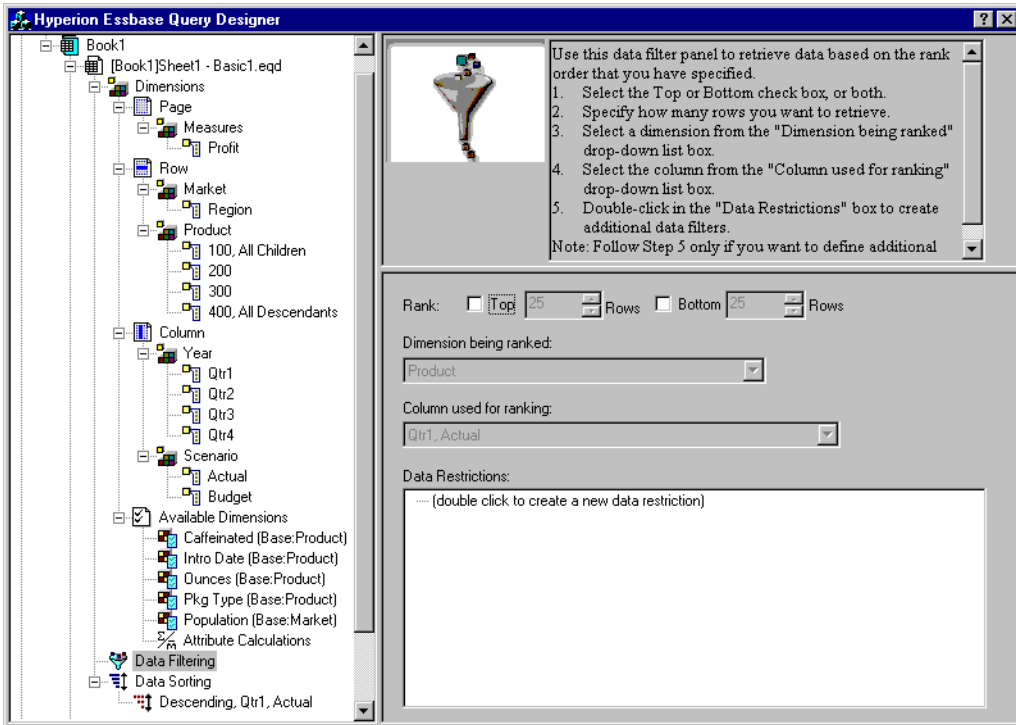 Hyperion Essbase Query Designer
Book1
[Book1]Sheet1 - Basic1.eqd
Dimensions
Page
Measures
Profit
Row
Market
Region
Product
100, All Children
200
300
400, All Descendants
Column
Year
Qtr1
Qtr2
Qtr3
Qtr4
Scenario
Actual
Budget
Available Dimensions
Caffeinated (Base:Product)
Intro Date (Base:Product)
Ounces (Base:Product)
Pkg Type (Base:Product)
Population (Base:Market)
Attribute Calculations
Data Filtering
Data Sorting
Descending, Qtr1, Actual
Use this data filter panel to retrieve data based on the rank
order that you have specified.
1. Select the Top or Bottom check box, or both.
2. Specify how many rows you want to retrieve.
3. Select a dimension from the "Dimension being ranked"
drop-down list box.
4. Select the column from the "Column used for ranking"
drop-down list box.
5. Double-click in the "Data Restrictions" box to create
additional data filters.
Note: Follow Step 5 only if you want to define additional
Rank: Top 25 Rows Bottom 25 Rows
Dimension being ranked:
Product
Column used for ranking:
Qtr1, Actual
Data Restrictions:
(double click to create a new data restriction)